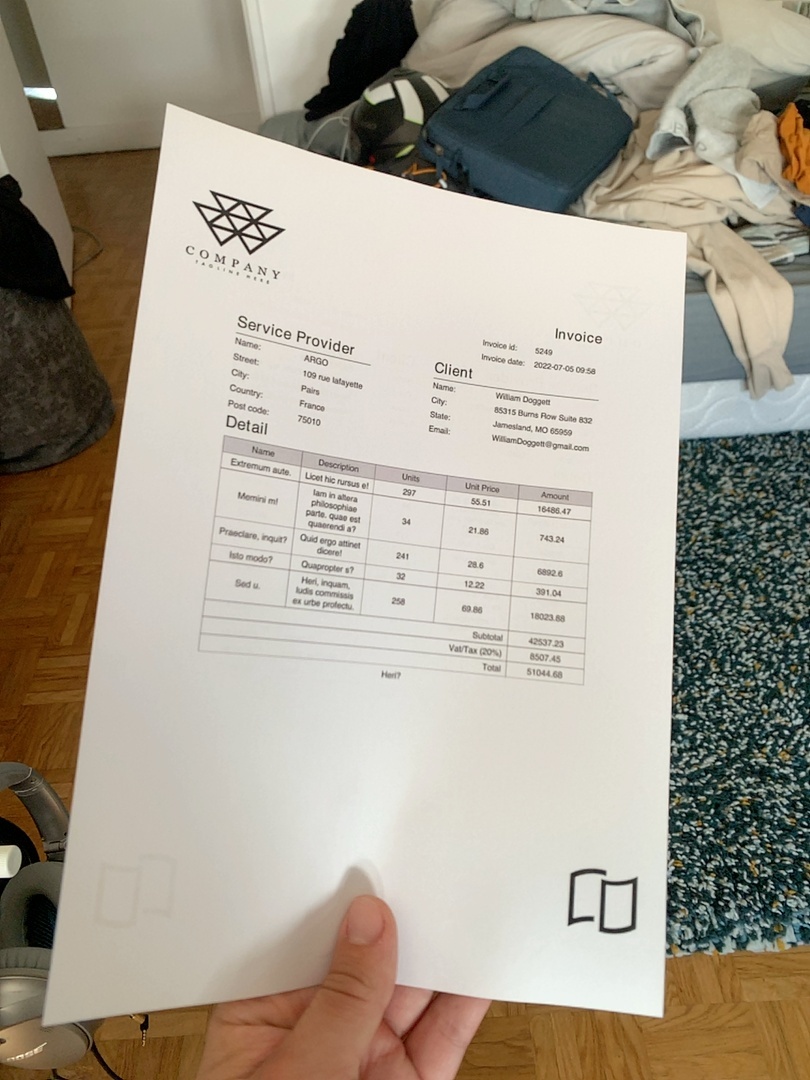 COMPANY
TAGLINE HERE
Invoice
Invoice id: 5249
Invoice date: 2022-07-05 09:58
Service Provider
Name: ARGO
Street: 109 rue lafayette
City: Pairs
Country: France
Post code: 75010
Client
Name: William Doggett
City: 85315 Burns Row Suite 832
State: Jamesland, MO 65959
Email: WilliamDoggett@gmail.com
Detail
Name Description Units Unit Price Amount
Extremum aute. Licet hic rursus e! 297 55.51 16486.47
Memini m! Iam in altera
philosophiae
parte. quae est
quaerendi a? 34 21.86 743.24
Praeclare, inquit? Quid ergo attinet
dicere! 241 28.6 6892.6
Isto modo? Quapropter s? 32 12.22 391.04
Sed u. Heri, inquam,
ludis commissis
ex urbe profectu. 258 69.86 18023.88
Subtotal 42537.23
Vat/Tax (20%) 8507.45
Total 51044.68
Heri?
BOSE